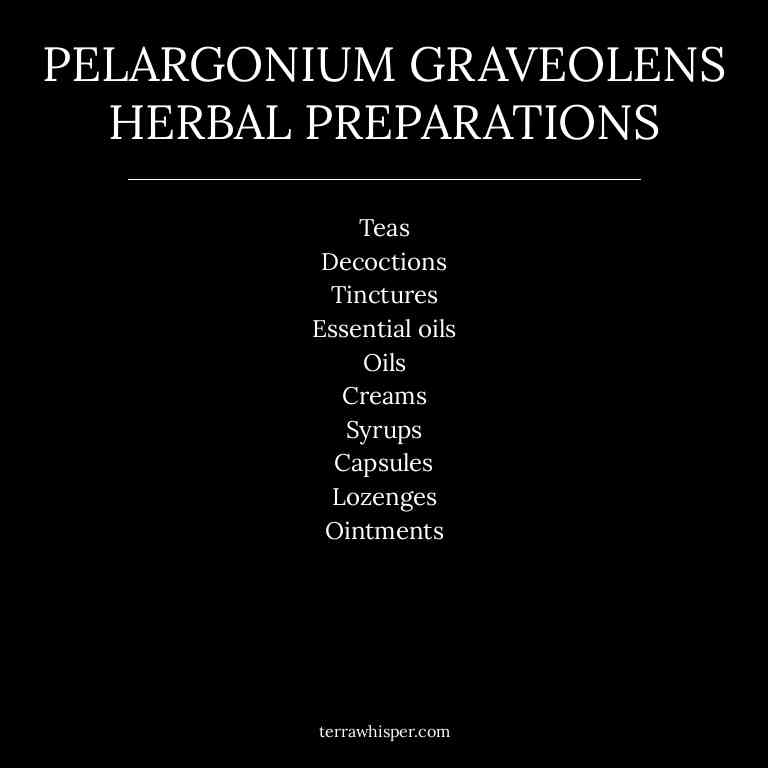 PELARGONIUM GRAVEOLENS
HERBAL PREPARATIONS
Teas
Decoctions
Tinctures
Essential oils
Oils
Creams
Syrups
Capsules
Lozenges
Ointments
terrawhisper.com